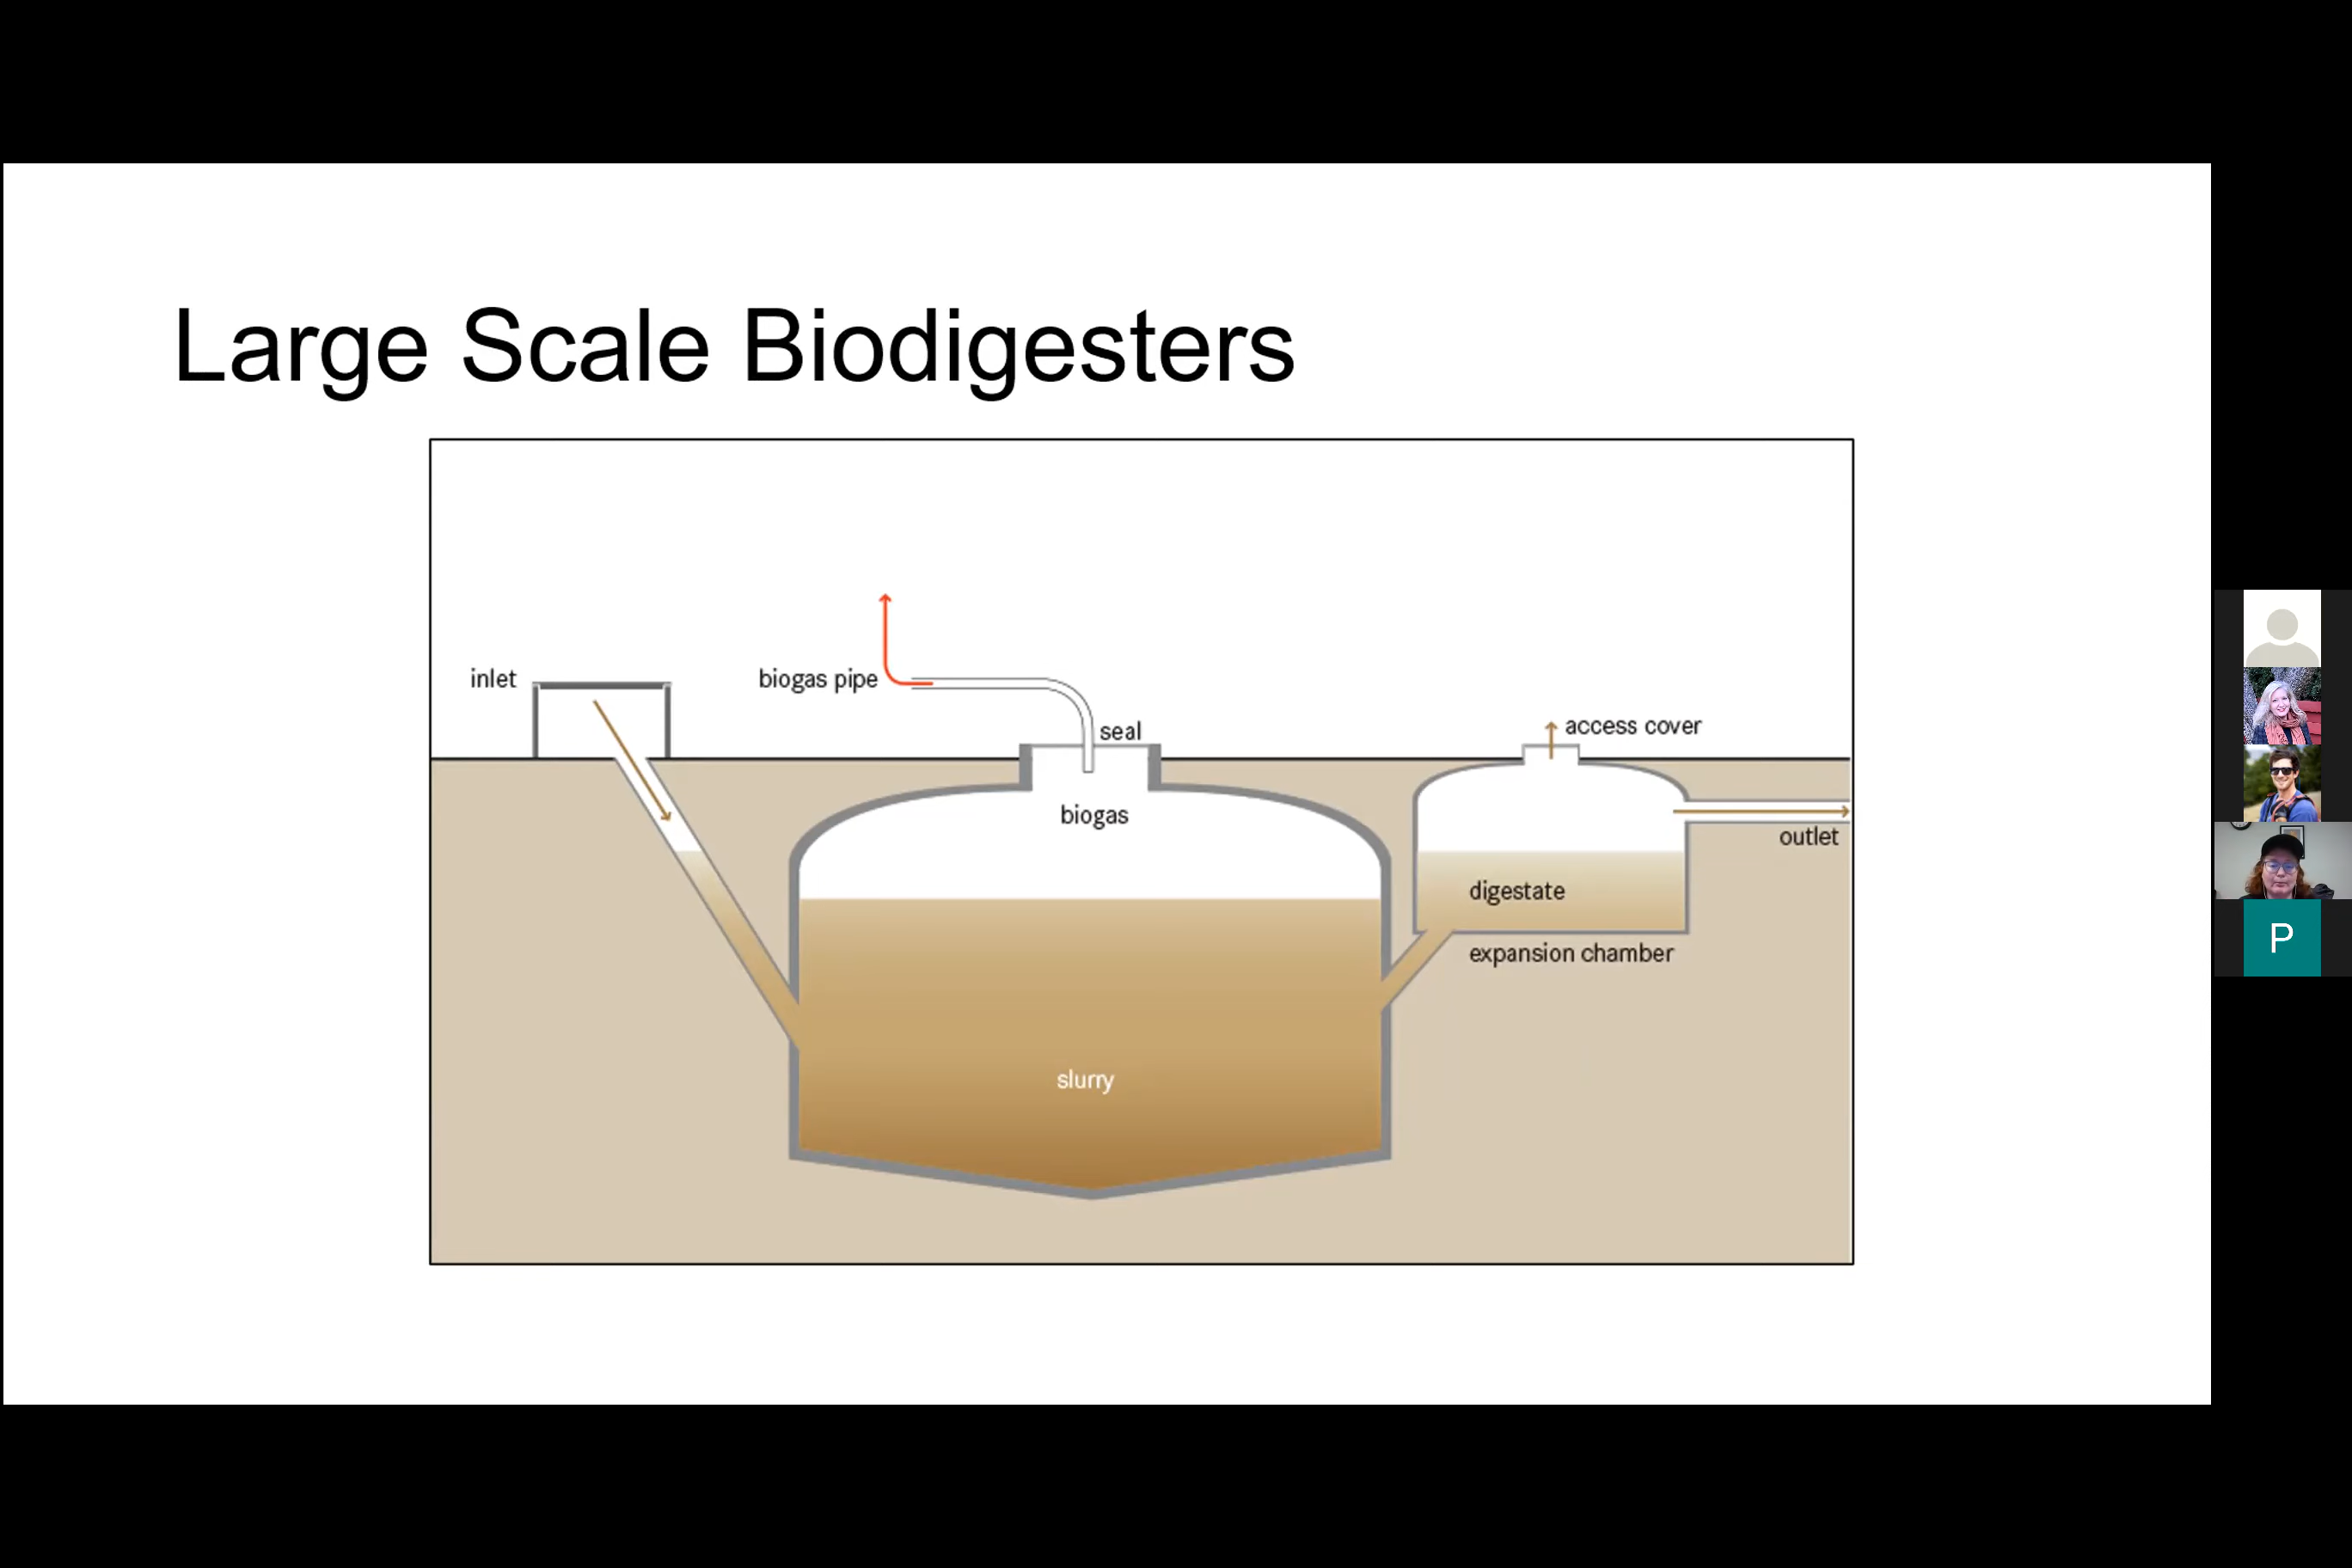 Large Scale Biodigesters
inlet
biogas pipe
seal
access cover
biogas
outlet
digestate
expansion chamber
slurry
P